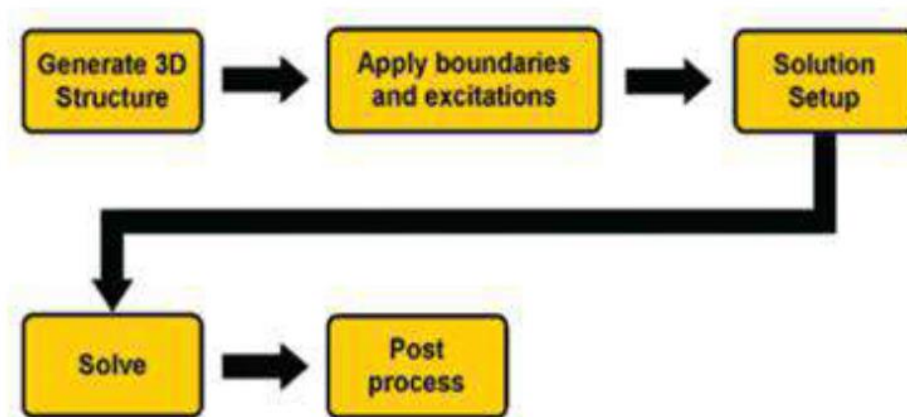 Generate 3D
Structure
Apply boundaries
and excitations
Solution
Setup
Solve
Post
process